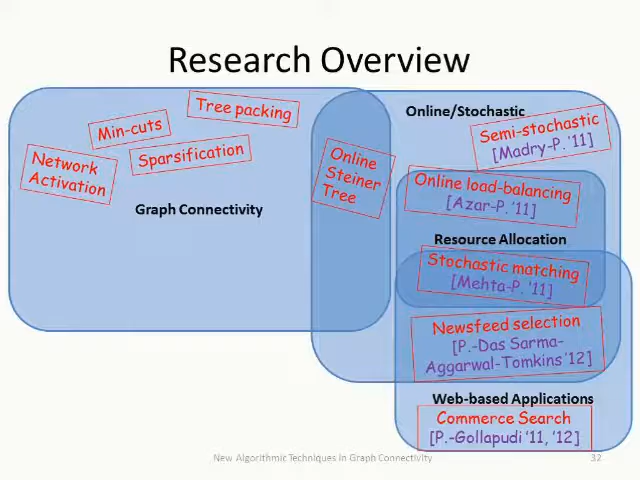 Research Overview
Tree packing
Min-cuts
Sparsification
Network
Activation
Graph Connectivity
Online
Steiner
Tree
Online/Stochastic
Semi-stochastic
[Madry-P.'11]
Online load-balancing
[Azar-P.'11]
Resource Allocation
Stochastic matching
[Mehta-P.'11]
Newsfeed selection
[P.-Das Sarma-
Aggarwal-Tomkins'12]
Web-based Applications
Commerce Search
[P.-Gollapudi '11, '12]
New Algorithmic Techniques in Graph Connectivity
32